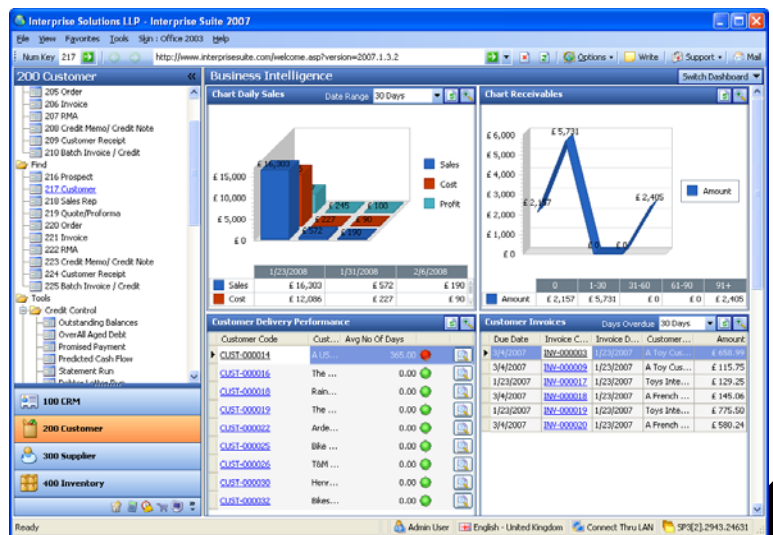 Enterprise Solutions LLP - Interprise Suite 2007
File View Favorites Tools Skin : Office 2003 Help
Num Key 217 http://www.interprisesuite.com/welcome.asp?version=2007.1.3.2 Options Write Support Mail
200 Customer «
205 Order
206 Invoice
207 RMA
208 Credit Memo/ Credit Note
209 Customer Receipt
210 Batch Invoice / Credit
Find
216 Prospect
217 Customer
218 Sales Rep
219 Quote/Proforma
220 Order
221 Invoice
222 RMA
223 Credit Memo/ Credit Note
224 Customer Receipt
225 Batch Invoice / Credit
Tools
Credit Control
Outstanding Balances
OverAll Aged Debt
Promised Payment
Predicted Cash Flow
Statement Run
Debtor Letter Run
100 CRM
200 Customer
300 Supplier
400 Inventory
Business Intelligence Switch Dashboard
Chart Daily Sales Date Range 30 Days
£ 15,000
£ 10,000
£ 5,000
£ 0
£ 16,303
£ 245 £ 100
£ 227 £ 90
£ 572 £ 190
Sales
Cost
Profit
1/23/2008 1/31/2008 2/6/2008
Sales £ 16,303 £ 572 £ 190
Cost £ 12,086 £ 227 £ 90
Chart Receivables
£ 6,000
£ 5,000
£ 4,000
£ 3,000
£ 2,000
£ 1,000
£ 0
£ 5,731
£ 2,157
£ 2,405
£ 0 £ 0
Amount
0 1-30 31-60 61-90 91+
Amount £ 2,157 £ 5,731 £ 0 £ 0 £ 2,405
Customer Delivery Performance
Customer Code Cust... Avg No Of Days
CUST-000014 A US... 365.00
CUST-000016 The ... 0.00
CUST-000018 Rain... 0.00
CUST-000019 The ... 0.00
CUST-000022 Arde... 0.00
CUST-000025 Bike ... 0.00
CUST-000026 T6M ... 0.00
CUST-000030 Henr... 0.00
CUST-000032 Bikes... 0.00
Customer Invoices Days Overdue 30 Days
Due Date Invoice C... Invoice D... Customer... Amount
3/4/2007 INV-000003 1/23/2007 A Toy Cus... £ 658.99
3/4/2007 INV-000009 1/23/2007 A Toy Cus... £ 115.75
1/23/2007 INV-000017 1/23/2007 Toys Inte... £ 129.25
3/4/2007 INV-000018 1/23/2007 A French ... £ 145.06
1/23/2007 INV-000019 1/23/2007 Toys Inte... £ 775.50
3/4/2007 INV-000020 1/23/2007 A French ... £ 580.24
Ready Admin User English - United Kingdom Connect Thru LAN SP3[2].2943.24631